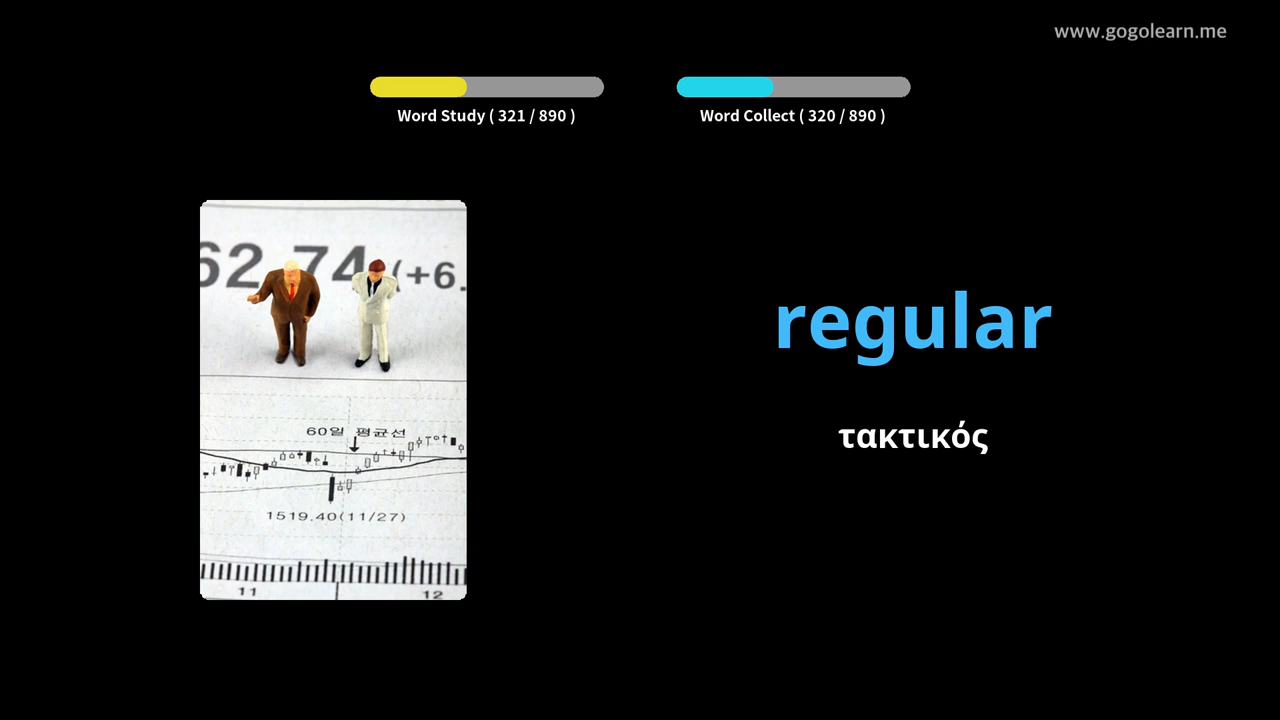 www.gogolearn.me
Word Study ( 321 / 890 )
Word Collect ( 320 / 890 )
62.74 (+6.
regular
τακτικός
60일 평균선
1519.40(11/27)
11
12